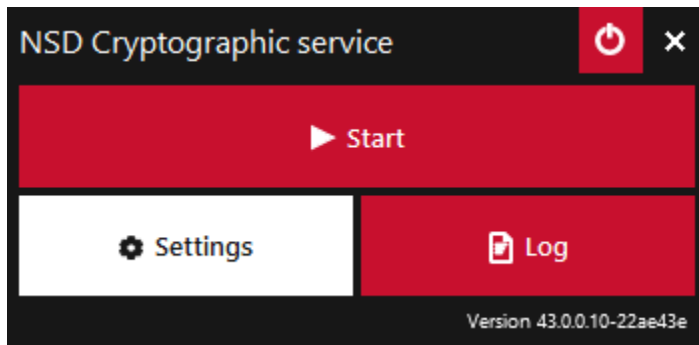 NSD Cryptographic service
Start
Settings
Log
Version 43.0.0.10-22ae43e